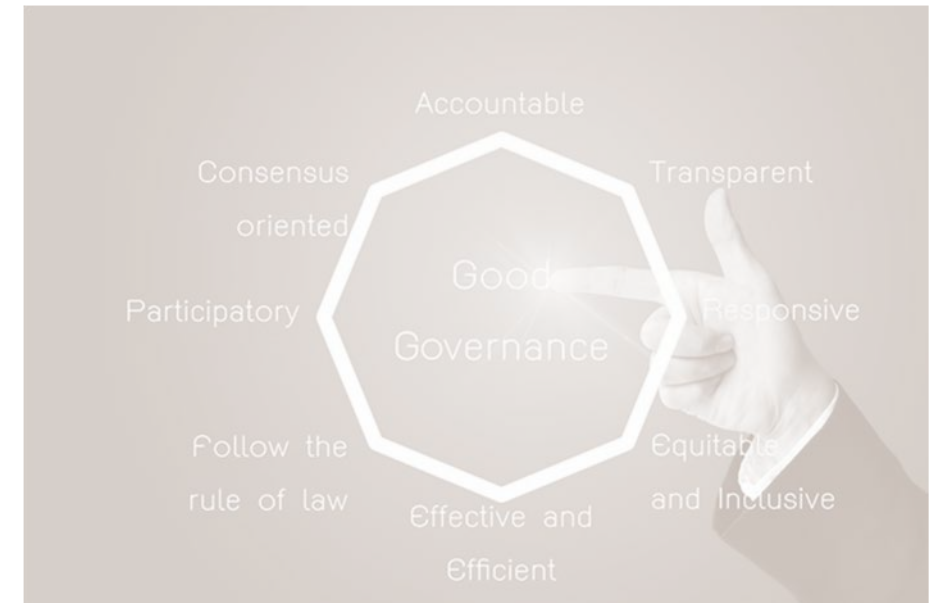 Accountable
Consensus
oriented
Transparent
Participatory
Good
Governance
Responsive
Follow the
rule of law
Equitable
and Inclusive
Effective and
Efficient